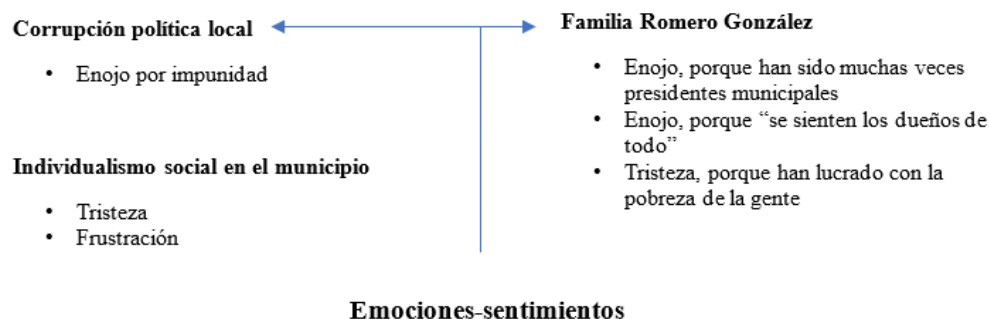 Corrupción política local
• Enojo por impunidad
Individualismo social en el municipio
• Tristeza
• Frustración
Familia Romero González
• Enojo, porque han sido muchas veces
presidentes municipales
• Enojo, porque “se sienten los dueños de
todo”
• Tristeza, porque han lucrado con la
pobreza de la gente
Emociones-sentimientos